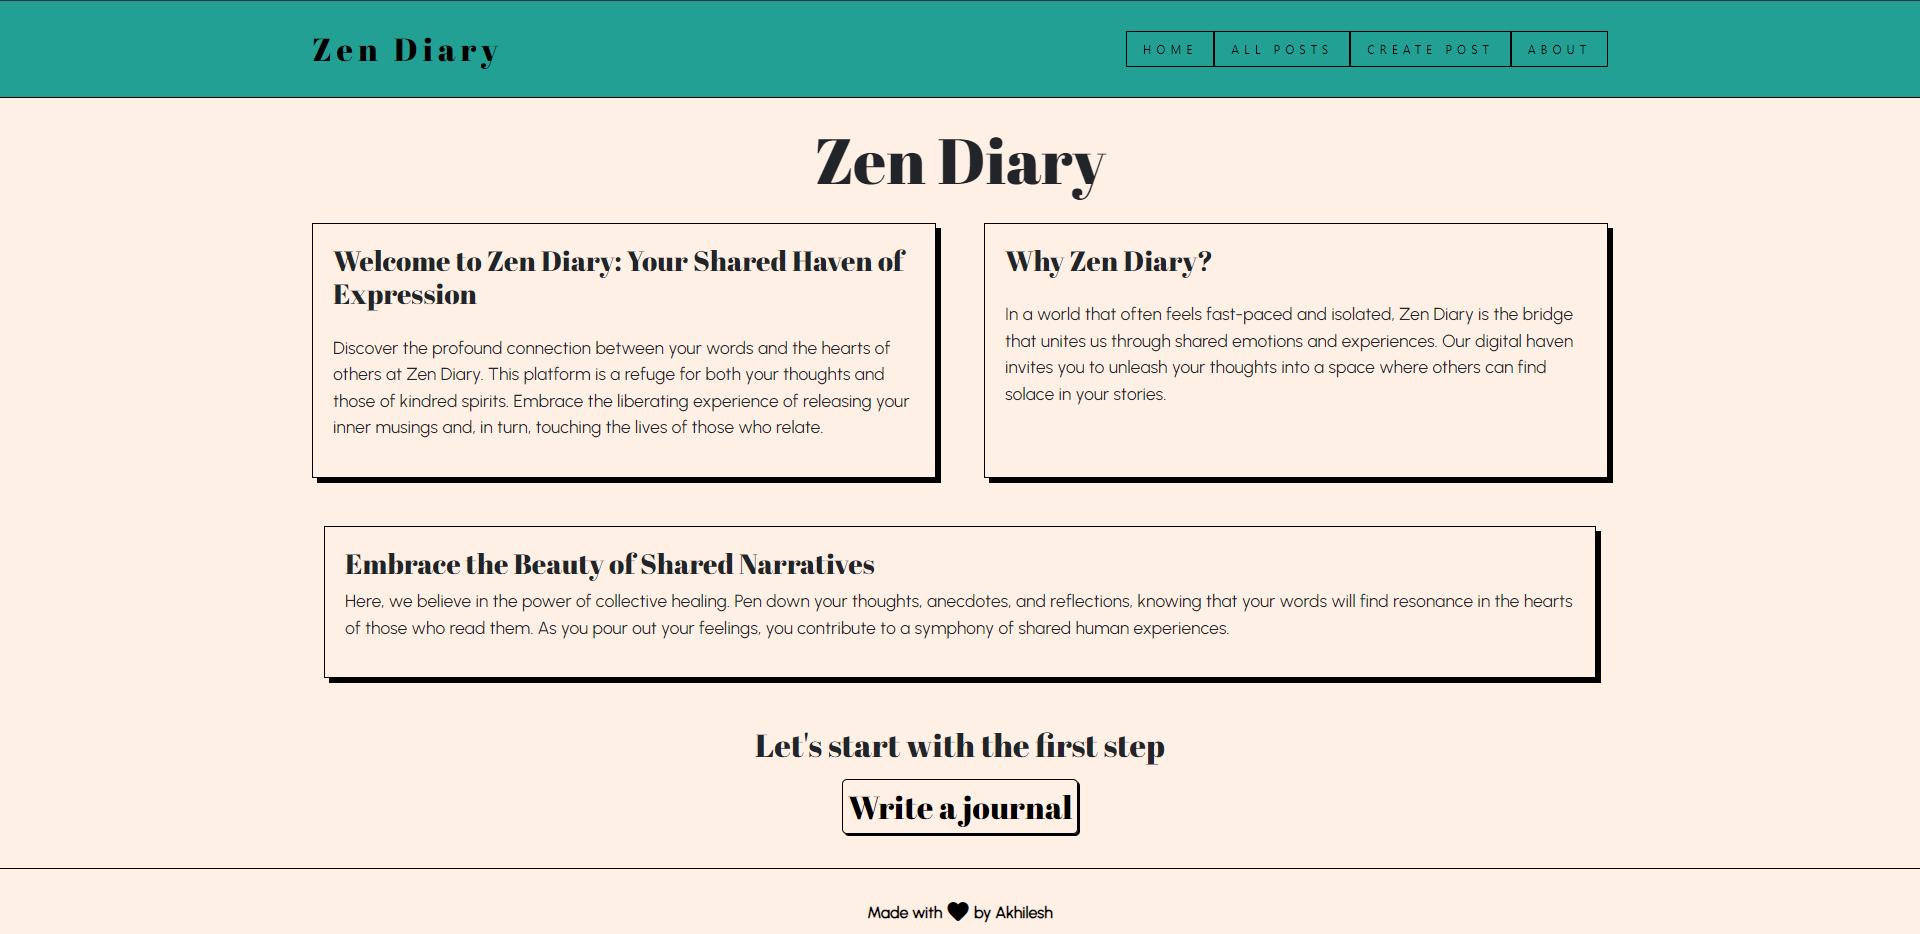 Zen Diary
HOME ALL POSTS CREATE POST ABOUT
Zen Diary
Welcome to Zen Diary: Your Shared Haven of
Expression
Discover the profound connection between your words and the hearts of
others at Zen Diary. This platform is a refuge for both your thoughts and
those of kindred spirits. Embrace the liberating experience of releasing your
inner musings and, in turn, touching the lives of those who relate.
Why Zen Diary?
In a world that often feels fast-paced and isolated, Zen Diary is the bridge
that unites us through shared emotions and experiences. Our digital haven
invites you to unleash your thoughts into a space where others can find
solace in your stories.
Embrace the Beauty of Shared Narratives
Here, we believe in the power of collective healing. Pen down your thoughts, anecdotes, and reflections, knowing that your words will find resonance in the hearts
of those who read them. As you pour out your feelings, you contribute to a symphony of shared human experiences.
Let's start with the first step
Write a journal
Made with 🖤 by Akhilesh